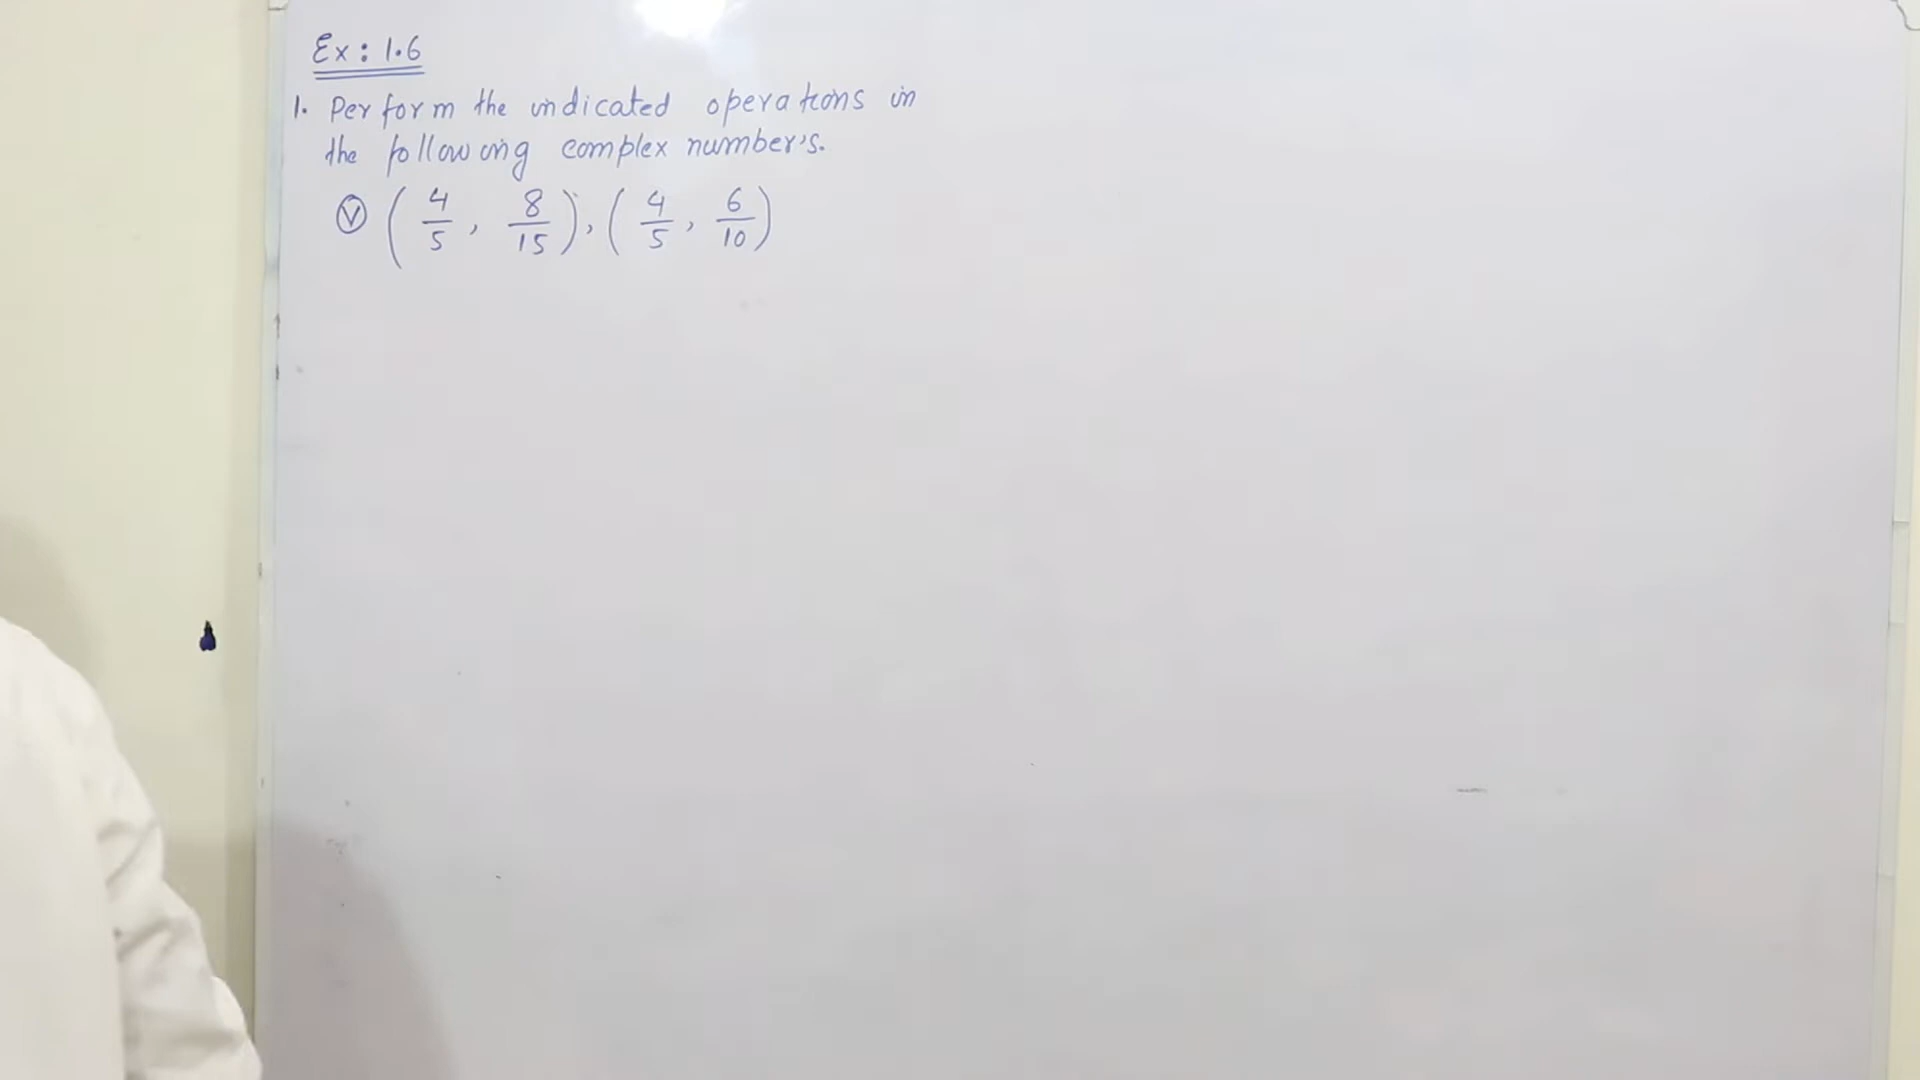 Ex: 1.6
1. Perform the indicated operations in
the following complex number's.
Ⓥ (4/5, 8/15), (4/5, 6/10)